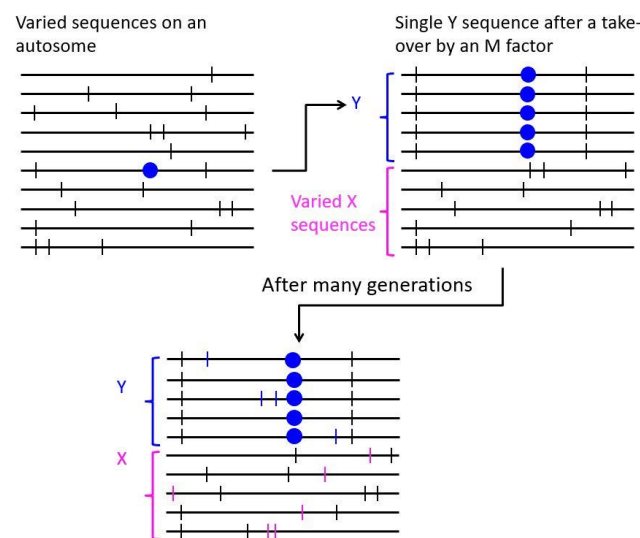 Varied sequences on an
autosome
Single Y sequence after a take-
over by an M factor
Y
Varied X
sequences
After many generations
Y
X